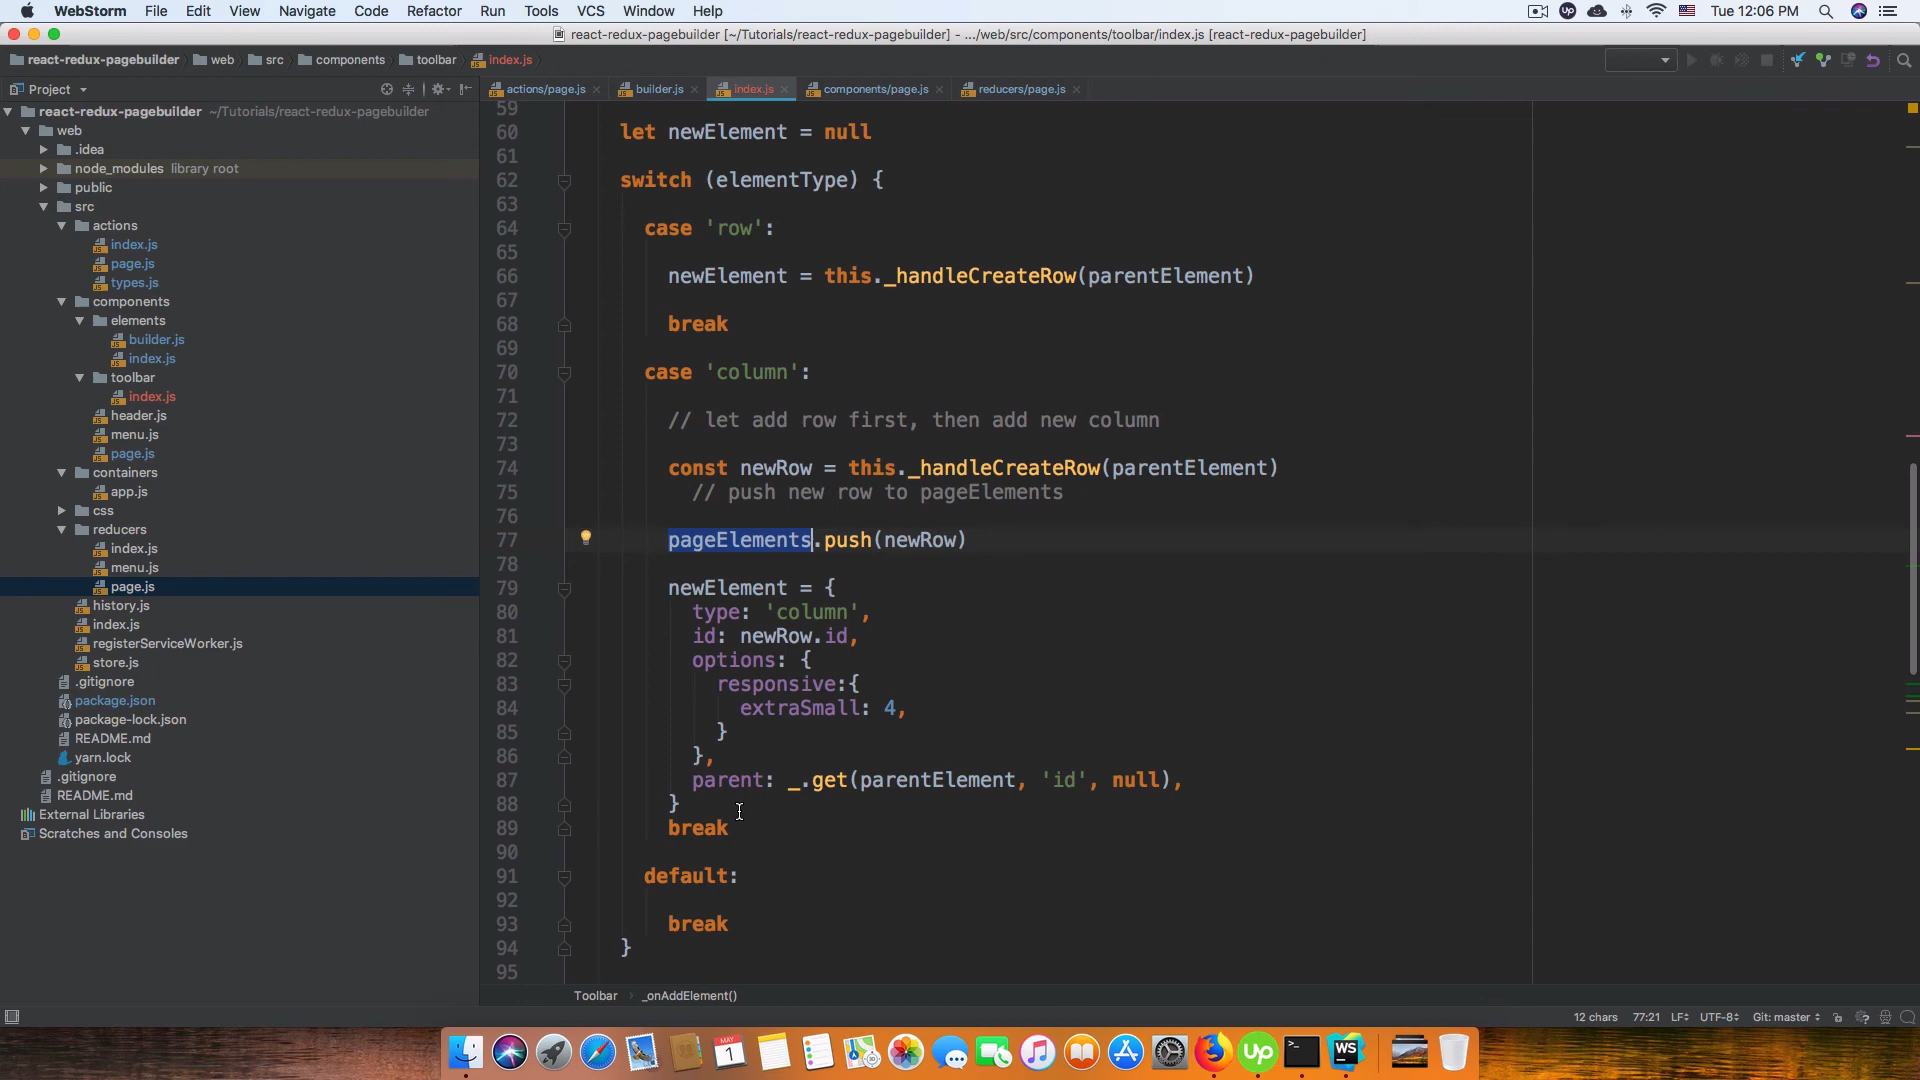 WebStorm File Edit View Navigate Code Refactor Run Tools VCS Window Help Up Tue 12:06 PM
react-redux-pagebuilder [~/Tutorials/react-redux-pagebuilder] - .../web/src/components/toolbar/index.js [react-redux-pagebuilder]
react-redux-pagebuilder web src components toolbar index.js
Project actions/page.js builder.js index.js components/page.js reducers/page.js
react-redux-pagebuilder ~/Tutorials/react-redux-pagebuilder
web
.idea
node_modules library root
public
src
actions
index.js
page.js
types.js
components
elements
builder.js
index.js
toolbar
index.js
header.js
menu.js
page.js
containers
app.js
css
reducers
index.js
menu.js
page.js
history.js
index.js
registerServiceWorker.js
store.js
.gitignore
package.json
package-lock.json
README.md
yarn.lock
.gitignore
README.md
External Libraries
Scratches and Consoles
59
60 let newElement = null
61
62 switch (elementType) {
63
64 case 'row':
65
66 newElement = this._handleCreateRow(parentElement)
67
68 break
69
70 case 'column':
71
72 // let add row first, then add new column
73
74 const newRow = this._handleCreateRow(parentElement)
75 // push new row to pageElements
76
77 pageElements.push(newRow)
78
79 newElement = {
80 type: 'column',
81 id: newRow.id,
82 options: {
83 responsive:{
84 extraSmall: 4,
85 }
86 },
87 parent: _.get(parentElement, 'id', null),
88 }
89 break
90
91 default:
92
93 break
94 }
95
Toolbar _onAddElement()
12 chars 77:21 LF UTF-8 Git: master
MAY
1
Up
WS